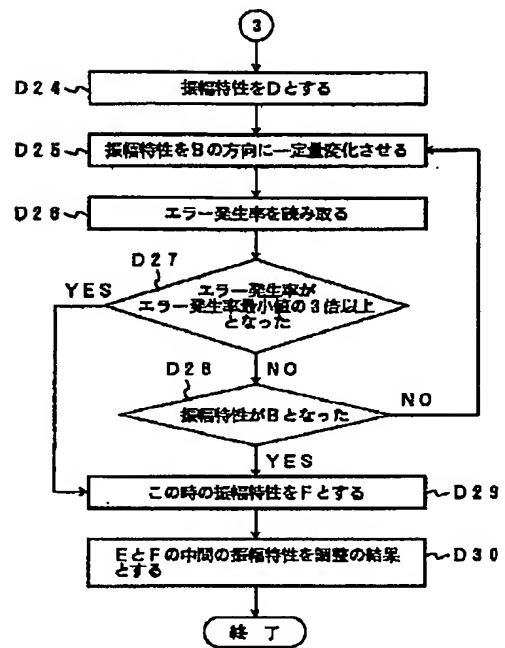 3
D24
振幅特性をDとする
D25
振幅特性をBの方向に一定量変化させる
D26
エラー発生率を読み取る
D27
YES
エラー発生率が
エラー発生率最小値の3倍以上
となった
D28
NO
振幅特性がBとなった
NO
YES
この時の振幅特性をFとする
D29
EとFの中間の振幅特性を調整の結果
とする
D30
終了